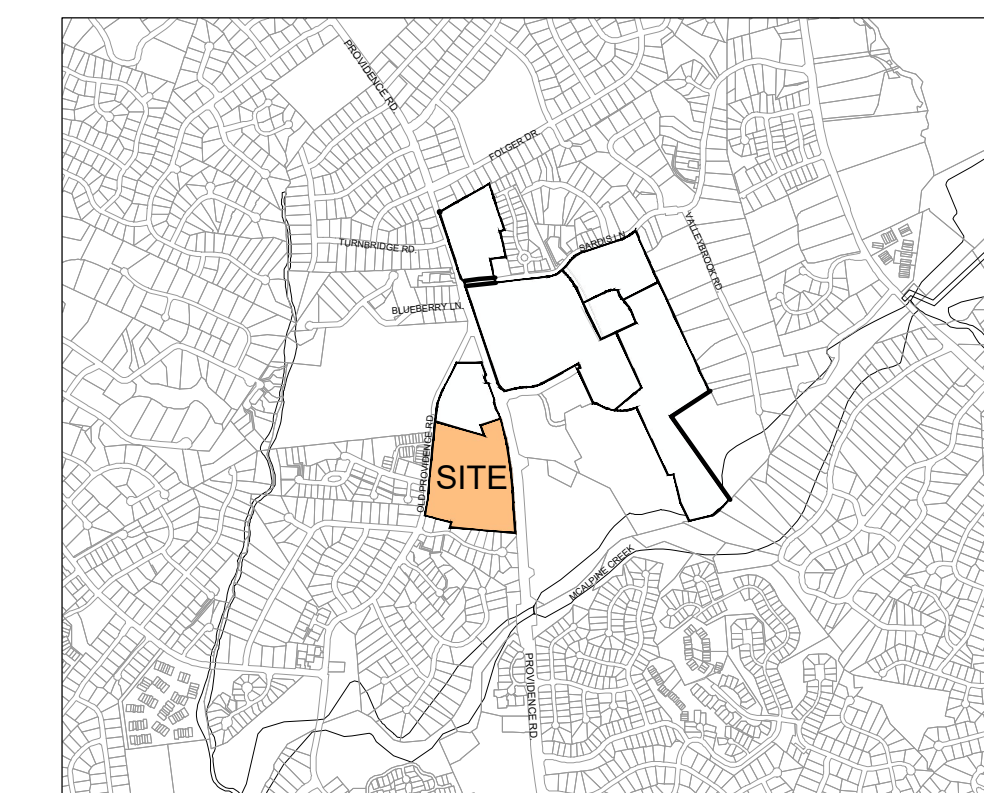 PROVIDENCE RD.
FOLGER DR.
VALLEYBROOK RD.
TURNBRIDGE RD.
SARDIS LN.
BLUEBERRY LN.
OLD PROVIDENCE RD.
SITE
MCALPINE CREEK
PROVIDENCE RD.